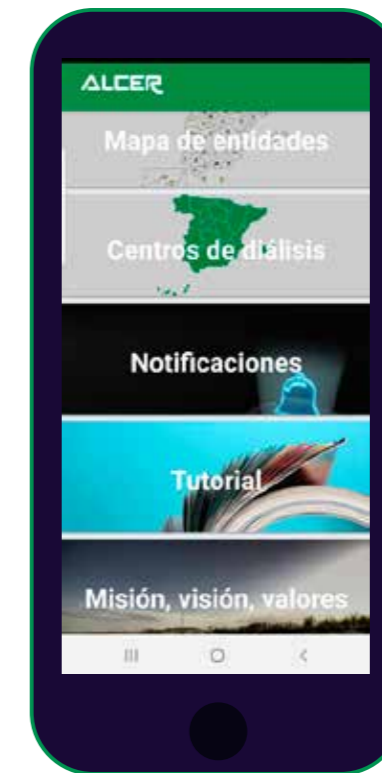 ALCER
Mapa de entidades
Centros de diálisis
Notificaciones
Tutorial
Misión, visión, valores